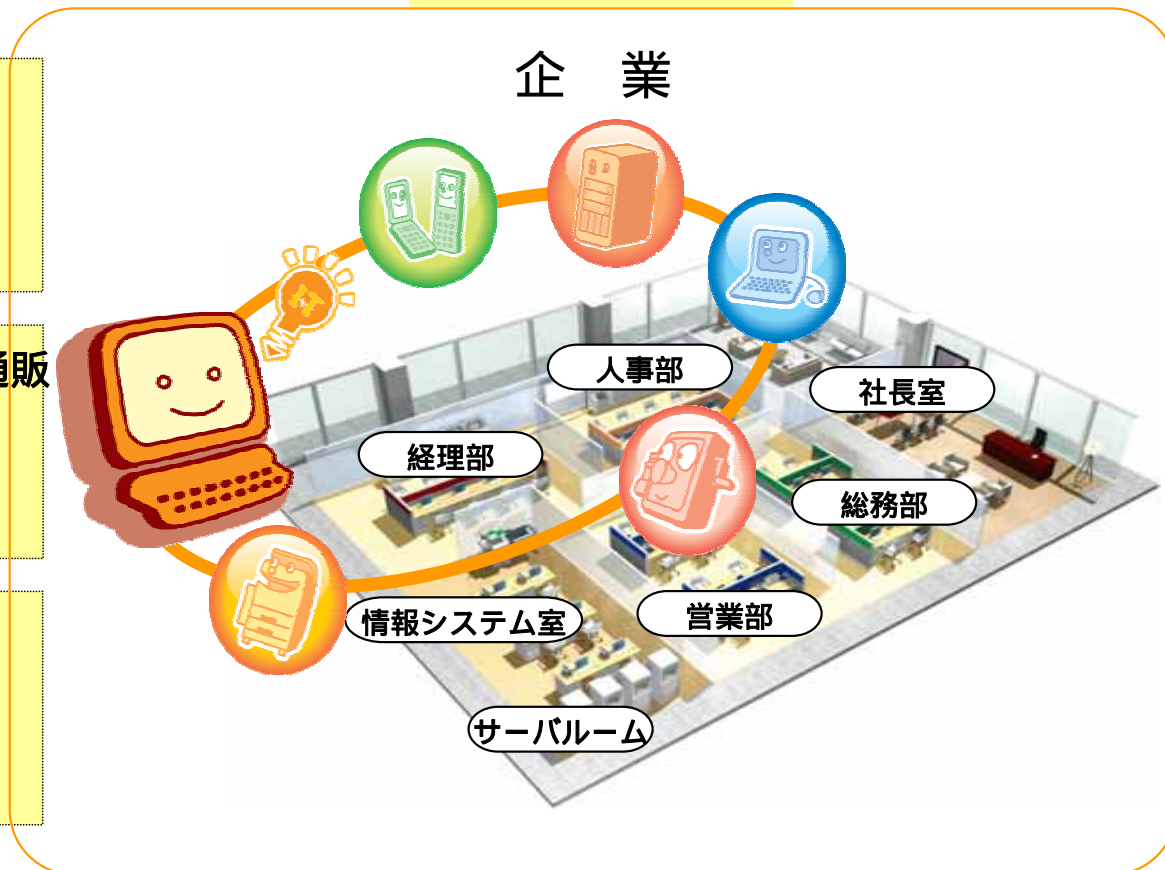 企　業
人事部
社長室
通販
経理部
総務部
営業部
情報システム室
サーバルーム